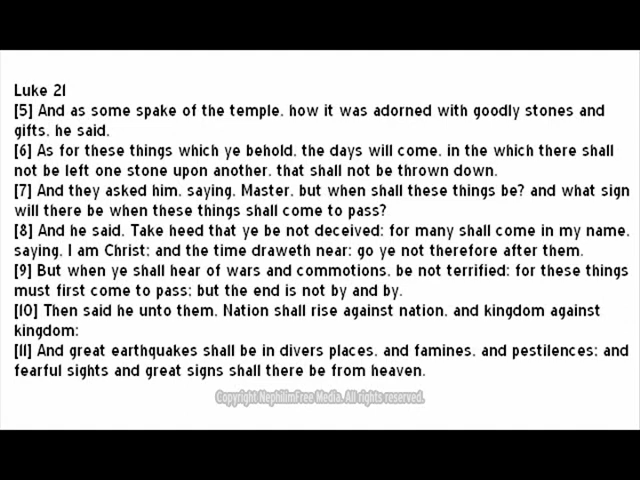 Luke 21
[5] And as some spake of the temple, how it was adorned with goodly stones and
gifts, he said,
[6] As for these things which ye behold, the days will come, in the which there shall
not be left one stone upon another, that shall not be thrown down.
[7] And they asked him, saying, Master, but when shall these things be? and what sign
will there be when these things shall come to pass?
[8] And he said, Take heed that ye be not deceived: for many shall come in my name,
saying, I am Christ; and the time draweth near: go ye not therefore after them.
[9] But when ye shall hear of wars and commotions, be not terrified: for these things
must first come to pass; but the end is not by and by.
[10] Then said he unto them, Nation shall rise against nation, and kingdom against
kingdom:
[11] And great earthquakes shall be in divers places, and famines, and pestilences; and
fearful sights and great signs shall there be from heaven.
Copyright NephilimFree Media. All rights reserved.